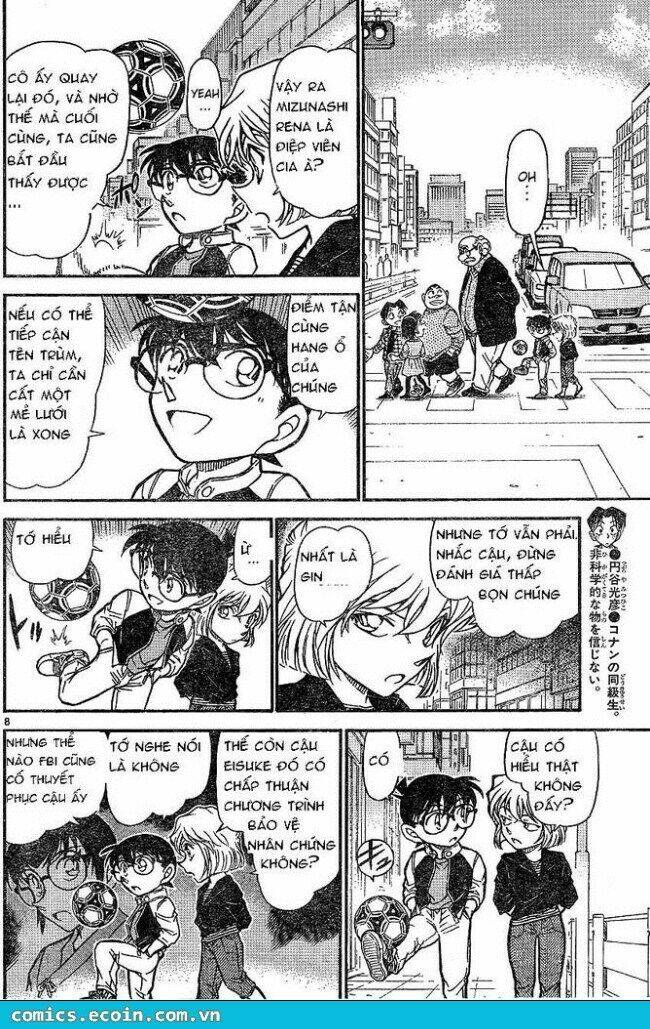 OH
...
VẬY RA
MIZUNASHI
RENA LÀ
ĐIỆP VIÊN
CIA À?
YEAH
...
CÔ ẤY QUAY
LẠI ĐÓ, VÀ NHỜ
THẾ MÀ CUỐI
CÙNG, TA CŨNG
BẮT ĐẦU
THẤY ĐƯỢC
...
ĐIỂM TẬN
CÙNG
HANG Ổ
CỦA
CHÚNG
NẾU CÓ THỂ
TIẾP CẬN
TÊN TRÙM,
TA CHỈ CẦN
CẤT MỘT
MẺ LƯỚI
LÀ XONG
NHƯNG TỚ VẪN PHẢI
NHẮC CẬU, ĐỪNG
ĐÁNH GIÁ THẤP
BỌN CHÚNG
NHẤT LÀ
GIN ...
Ừ
...
TỚ HIỂU
円谷光彦 コナンの同級生。
非科学的な物を信じない。
8
CẬU CÓ
HIỂU THẬT
KHÔNG
ĐẤY?
CÓ
THẾ CÒN CẬU
EISUKE ĐÓ CÓ
CHẤP THUẬN
CHƯƠNG TRÌNH
BẢO VỆ
NHÂN CHỨNG
KHÔNG?
TỚ NGHE NÓI
LÀ KHÔNG
NHƯNG THẾ
NÀO FBI CŨNG
CỐ THUYẾT
PHỤC CẬU ẤY
comics.ecoin.com.vn